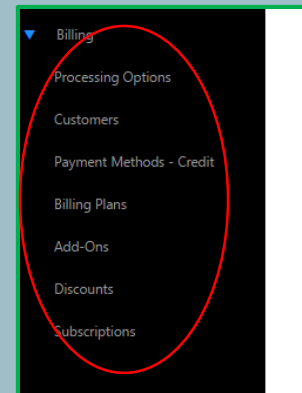 Billing
Processing Options
Customers
Payment Methods - Credit
Billing Plans
Add-Ons
Discounts
Subscriptions